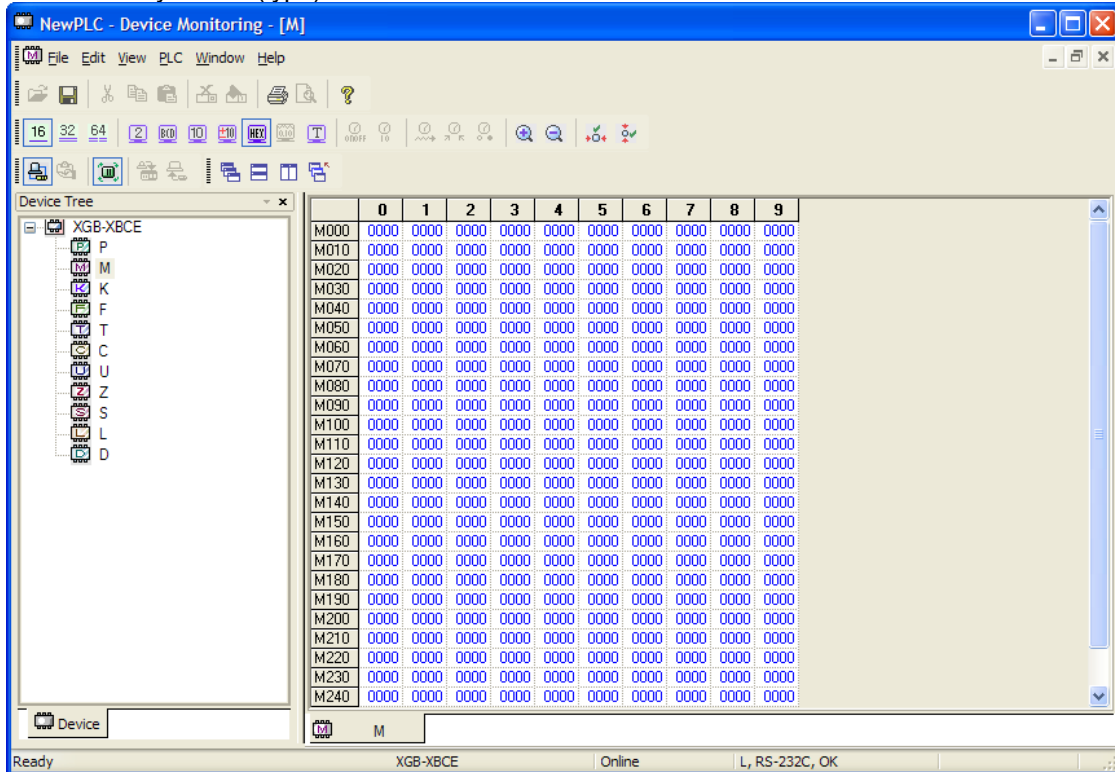 NewPLC - Device Monitoring - [M]
File Edit View PLC Window Help
16 32 64 2 BCD 10 ±10 HEX T
Device Tree
XGB-XBCE
P
M
K
F
T
C
U
Z
S
L
D
Device
0 1 2 3 4 5 6 7 8 9
M000 0000 0000 0000 0000 0000 0000 0000 0000 0000 0000
M010 0000 0000 0000 0000 0000 0000 0000 0000 0000 0000
M020 0000 0000 0000 0000 0000 0000 0000 0000 0000 0000
M030 0000 0000 0000 0000 0000 0000 0000 0000 0000 0000
M040 0000 0000 0000 0000 0000 0000 0000 0000 0000 0000
M050 0000 0000 0000 0000 0000 0000 0000 0000 0000 0000
M060 0000 0000 0000 0000 0000 0000 0000 0000 0000 0000
M070 0000 0000 0000 0000 0000 0000 0000 0000 0000 0000
M080 0000 0000 0000 0000 0000 0000 0000 0000 0000 0000
M090 0000 0000 0000 0000 0000 0000 0000 0000 0000 0000
M100 0000 0000 0000 0000 0000 0000 0000 0000 0000 0000
M110 0000 0000 0000 0000 0000 0000 0000 0000 0000 0000
M120 0000 0000 0000 0000 0000 0000 0000 0000 0000 0000
M130 0000 0000 0000 0000 0000 0000 0000 0000 0000 0000
M140 0000 0000 0000 0000 0000 0000 0000 0000 0000 0000
M150 0000 0000 0000 0000 0000 0000 0000 0000 0000 0000
M160 0000 0000 0000 0000 0000 0000 0000 0000 0000 0000
M170 0000 0000 0000 0000 0000 0000 0000 0000 0000 0000
M180 0000 0000 0000 0000 0000 0000 0000 0000 0000 0000
M190 0000 0000 0000 0000 0000 0000 0000 0000 0000 0000
M200 0000 0000 0000 0000 0000 0000 0000 0000 0000 0000
M210 0000 0000 0000 0000 0000 0000 0000 0000 0000 0000
M220 0000 0000 0000 0000 0000 0000 0000 0000 0000 0000
M230 0000 0000 0000 0000 0000 0000 0000 0000 0000 0000
M240 0000 0000 0000 0000 0000 0000 0000 0000 0000 0000
M
Ready XGB-XBCE Online L, RS-232C, OK